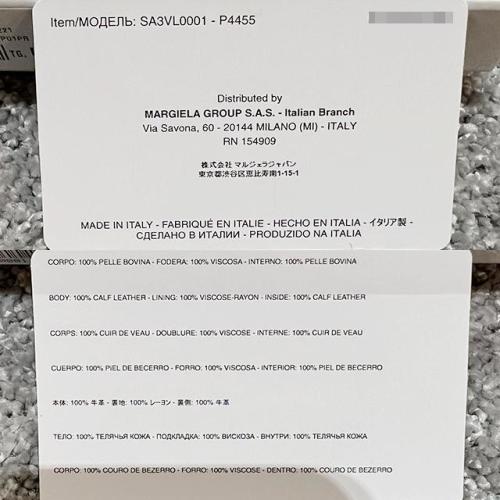 Item/МОДЕЛЬ: SA3VL0001 - P4455
Distributed by
MARGIELA GROUP S.A.S. - Italian Branch
Via Savona, 60 - 20144 MILANO (MI) - ITALY
RN 154909
株式会社 マルジェラジャパン
東京都渋谷区恵比寿南1-15-1
MADE IN ITALY - FABRIQUÉ EN ITALIE - HECHO EN ITALIA - イタリア製 -
СДЕЛАНО В ИТАЛИИ - PRODUZIDO NA ITALIA
CORPO: 100% PELLE BOVINA - FODERA: 100% VISCOSA - INTERNO: 100% PELLE BOVINA
BODY: 100% CALF LEATHER - LINING: 100% VISCOSE-RAYON - INSIDE: 100% CALF LEATHER
CORPS: 100% CUIR DE VEAU - DOUBLURE: 100% VISCOSE - INTERNE: 100% CUIR DE VEAU
CUERPO: 100% PIEL DE BECERRO - FORRO: 100% VISCOSA - INTERIOR: 100% PIEL DE BECERRO
本体: 100% 牛革 - 裏地: 100% レーヨン - 裏側: 100% 牛革
ТЕЛО: 100% ТЕЛЯЧЬЯ КОЖА - ПОДКЛАДКА: 100% ВИСКОЗА - ВНУТРИ: 100% ТЕЛЯЧЬЯ КОЖА
CORPO: 100% COURO DE BEZERRO - FORRO: 100% VISCOSE - DENTRO: 100% COURO DE BEZERRO